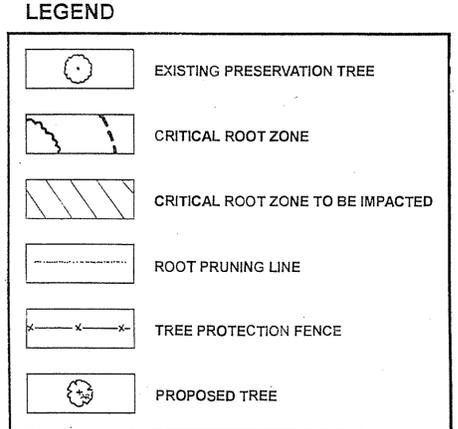 LEGEND
EXISTING PRESERVATION TREE
CRITICAL ROOT ZONE
CRITICAL ROOT ZONE TO BE IMPACTED
ROOT PRUNING LINE
TREE PROTECTION FENCE
PROPOSED TREE